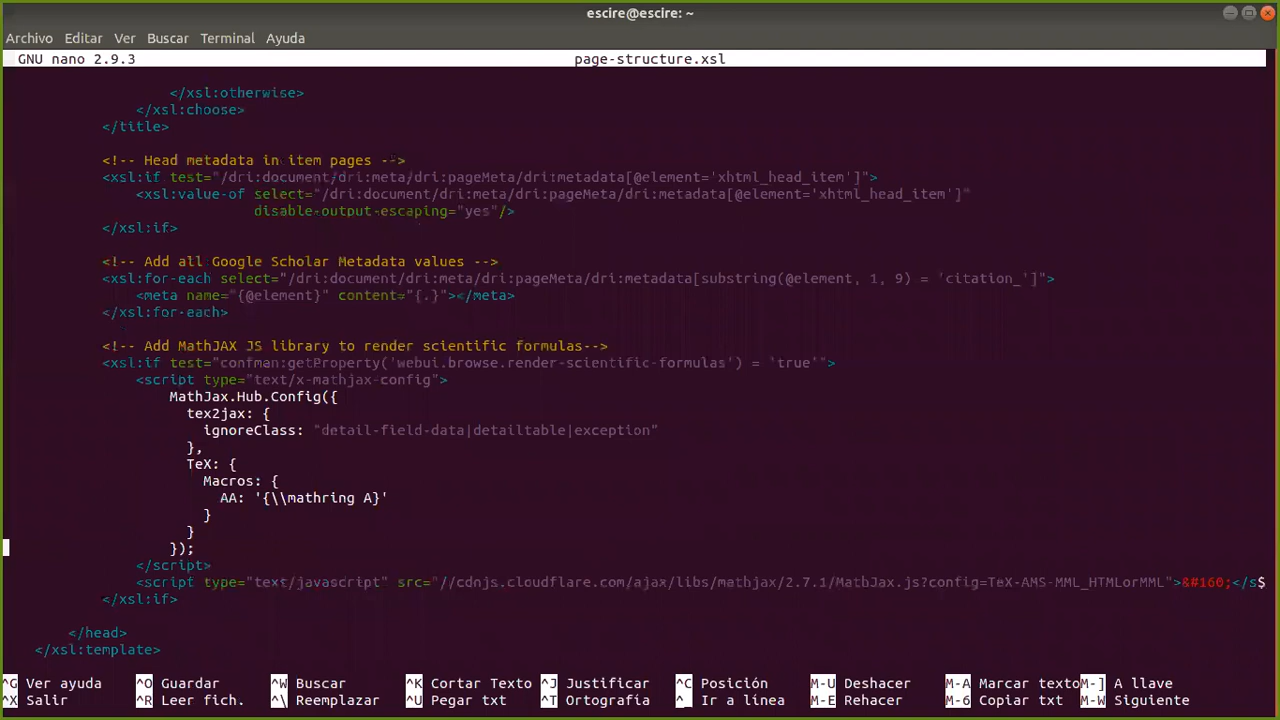 escire@escire: ~
Archivo Editar Ver Buscar Terminal Ayuda
GNU nano 2.9.3 page-structure.xsl
</xsl:otherwise>
</xsl:choose>
</title>
<!-- Head metadata in item pages -->
<xsl:if test="/dri:document/dri:meta/dri:pageMeta/dri:metadata[@element='xhtml_head_item']">
<xsl:value-of select="/dri:document/dri:meta/dri:pageMeta/dri:metadata[@element='xhtml_head_item']"
disable-output-escaping="yes"/>
</xsl:if>
<!-- Add all Google Scholar Metadata values -->
<xsl:for-each select="/dri:document/dri:meta/dri:pageMeta/dri:metadata[substring(@element, 1, 9) = 'citation_']">
<meta name="{@element}" content="{.}"></meta>
</xsl:for-each>
<!-- Add MathJAX JS library to render scientific formulas-->
<xsl:if test="confman:getProperty('webui.browse.render-scientific-formulas') = 'true'">
<script type="text/x-mathjax-config">
MathJax.Hub.Config({
tex2jax: {
ignoreClass: "detail-field-data|detailtable|exception"
},
TeX: {
Macros: {
AA: '{\\mathring A}'
}
}
});
</script>
<script type="text/javascript" src="//cdnjs.cloudflare.com/ajax/libs/mathjax/2.7.1/MathJax.js?config=TeX-AMS-MML_HTMLorMML">&#160;</s$
</xsl:if>
</head>
</xsl:template>
^G Ver ayuda ^O Guardar ^W Buscar ^K Cortar Texto ^J Justificar ^C Posición M-U Deshacer M-A Marcar texto M-] A llave
^X Salir ^R Leer fich. ^\ Reemplazar ^U Pegar txt ^T Ortografía ^_ Ir a línea M-E Rehacer M-6 Copiar txt M-W Siguiente